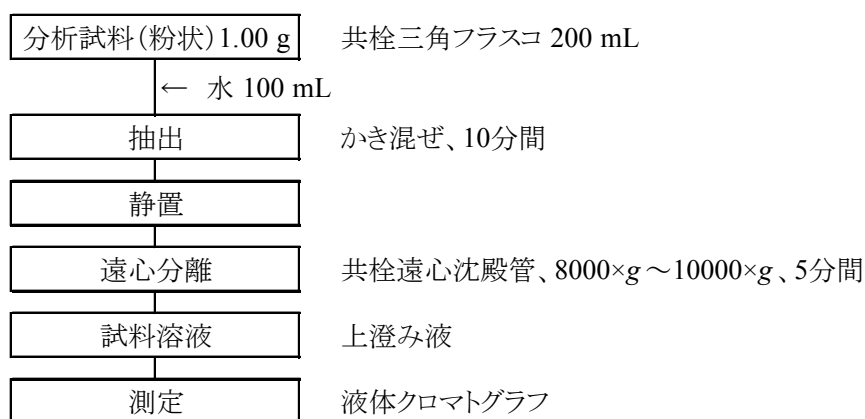 分析試料(粉状)1.00 g 共栓三角フラスコ 200 mL
← 水 100 mL
抽出 かき混ぜ、10分間
静置
遠心分離 共栓遠心沈殿管、8000×g～10000×g、5分間
試料溶液 上澄み液
測定 液体クロマトグラフ